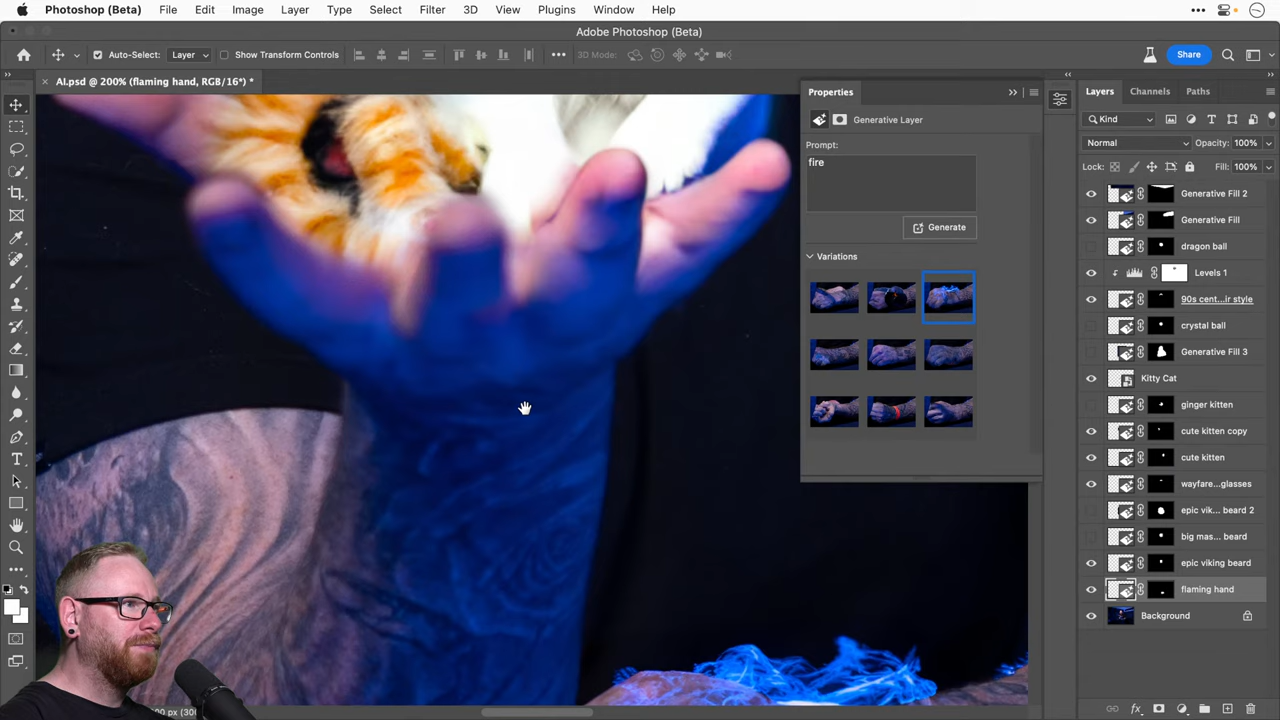 Photoshop (Beta) File Edit Image Layer Type Select Filter 3D View Plugins Window Help
Adobe Photoshop (Beta)
Auto-Select: Layer Show Transform Controls 3D Mode: Share
AI.psd @ 200% (flaming hand, RGB/16*) *
Properties
Generative Layer
Prompt:
fire
Generate
Variations
Layers Channels Paths
Kind
Normal Opacity: 100%
Lock: Fill: 100%
Generative Fill 2
Generative Fill
dragon ball
Levels 1
90s cent...ir style
crystal ball
Generative Fill 3
Kitty Cat
ginger kitten
cute kitten copy
cute kitten
wayfare...glasses
epic vik... beard 2
big mas... beard
epic viking beard
flaming hand
Background